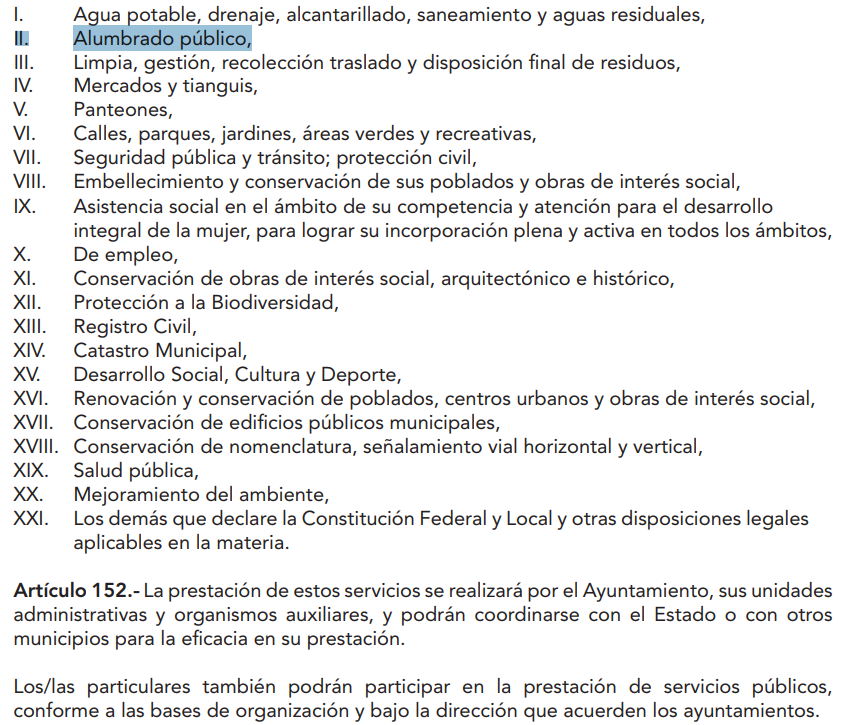 I. Agua potable, drenaje, alcantarillado, saneamiento y aguas residuales,
II. Alumbrado público,
III. Limpia, gestión, recolección traslado y disposición final de residuos,
IV. Mercados y tianguis,
V. Panteones,
VI. Calles, parques, jardines, áreas verdes y recreativas,
VII. Seguridad pública y tránsito; protección civil,
VIII. Embellecimiento y conservación de sus poblados y obras de interés social,
IX. Asistencia social en el ámbito de su competencia y atención para el desarrollo
integral de la mujer, para lograr su incorporación plena y activa en todos los ámbitos,
X. De empleo,
XI. Conservación de obras de interés social, arquitectónico e histórico,
XII. Protección a la Biodiversidad,
XIII. Registro Civil,
XIV. Catastro Municipal,
XV. Desarrollo Social, Cultura y Deporte,
XVI. Renovación y conservación de poblados, centros urbanos y obras de interés social,
XVII. Conservación de edificios públicos municipales,
XVIII. Conservación de nomenclatura, señalamiento vial horizontal y vertical,
XIX. Salud pública,
XX. Mejoramiento del ambiente,
XXI. Los demás que declare la Constitución Federal y Local y otras disposiciones legales
aplicables en la materia.
Artículo 152.- La prestación de estos servicios se realizará por el Ayuntamiento, sus unidades
administrativas y organismos auxiliares, y podrán coordinarse con el Estado o con otros
municipios para la eficacia en su prestación.
Los/las particulares también podrán participar en la prestación de servicios públicos,
conforme a las bases de organización y bajo la dirección que acuerden los ayuntamientos.